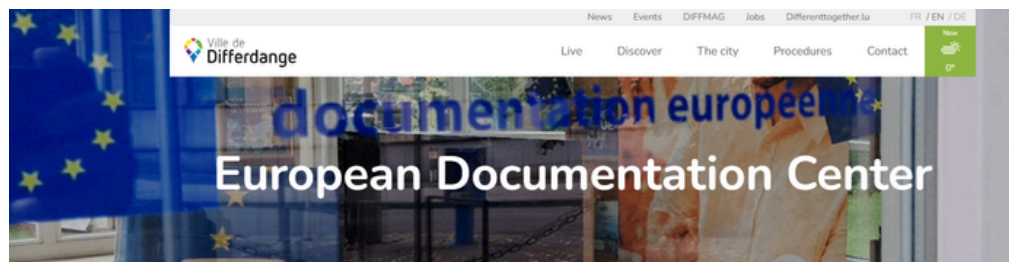 News Events DIFFMAG Jobs Differenttogether.lu FR / EN / DE
Ville de
Differdange
Live Discover The city Procedures Contact
Now
0°
documentation européenne
European Documentation Center